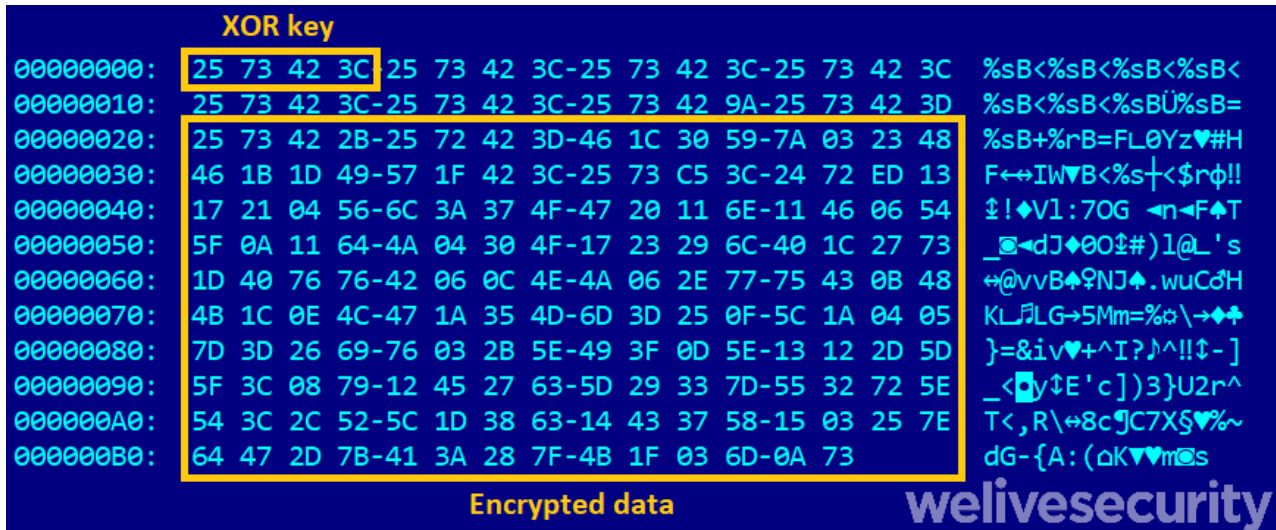 XOR key
00000000: 25 73 42 3C-25 73 42 3C-25 73 42 3C-25 73 42 3C %sB<%sB<%sB<%sB<
00000010: 25 73 42 3C-25 73 42 3C-25 73 42 9A-25 73 42 3D %sB<%sB<%sBÜ%sB=
00000020: 25 73 42 2B-25 72 42 3D-46 1C 30 59-7A 03 23 48 %sB+%rB=F∟0Yz♥#H
00000030: 46 1B 1D 49-57 1F 42 3C-25 73 C5 3C-24 72 ED 13 F←↔IW▼B<%s┼<$rф‼
00000040: 17 21 04 56-6C 3A 37 4F-47 20 11 6E-11 46 06 54 ↨!♦Vl:7OG ◄n◄F♠T
00000050: 5F 0A 11 64-4A 04 30 4F-17 23 29 6C-40 1C 27 73 _◙◄dJ♦0O↨#)l@∟'s
00000060: 1D 40 76 76-42 06 0C 4E-4A 06 2E 77-75 43 0B 48 ↔@vvB♠♀NJ♠.wuC♂H
00000070: 4B 1C 0E 4C-47 1A 35 4D-6D 3D 25 0F-5C 1A 04 05 K∟♫LG→5Mm=%¤\→♦♣
00000080: 7D 3D 26 69-76 03 2B 5E-49 3F 0D 5E-13 12 2D 5D }=&iv♥+^I?♪^‼↕-]
00000090: 5F 3C 08 79-12 45 27 63-5D 29 33 7D-55 32 72 5E _<◘y↕E'c])3}U2r^
000000A0: 54 3C 2C 52-5C 1D 38 63-14 43 37 58-15 03 25 7E T<,R\↔8c¶C7X§♥%~
000000B0: 64 47 2D 7B-41 3A 28 7F-4B 1F 03 6D-0A 73 dG-{A:(⌂K▼♥m◙s
Encrypted data
welivesecurity